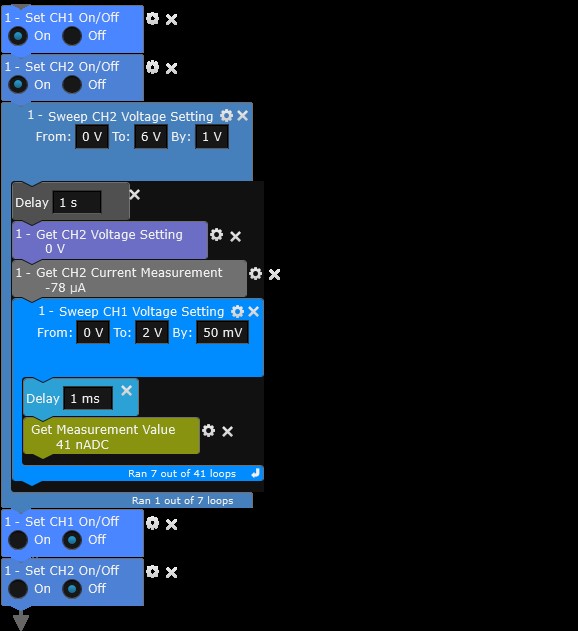 1 - Set CH1 On/Off
On Off
1 - Set CH2 On/Off
On Off
1 - Sweep CH2 Voltage Setting
From: 0 V To: 6 V By: 1 V
Delay 1 s
1 - Get CH2 Voltage Setting
0 V
1 - Get CH2 Current Measurement
-78 µA
1 - Sweep CH1 Voltage Setting
From: 0 V To: 2 V By: 50 mV
Delay 1 ms
Get Measurement Value
41 nADC
Ran 7 out of 41 loops
Ran 1 out of 7 loops
1 - Set CH1 On/Off
On Off
1 - Set CH2 On/Off
On Off